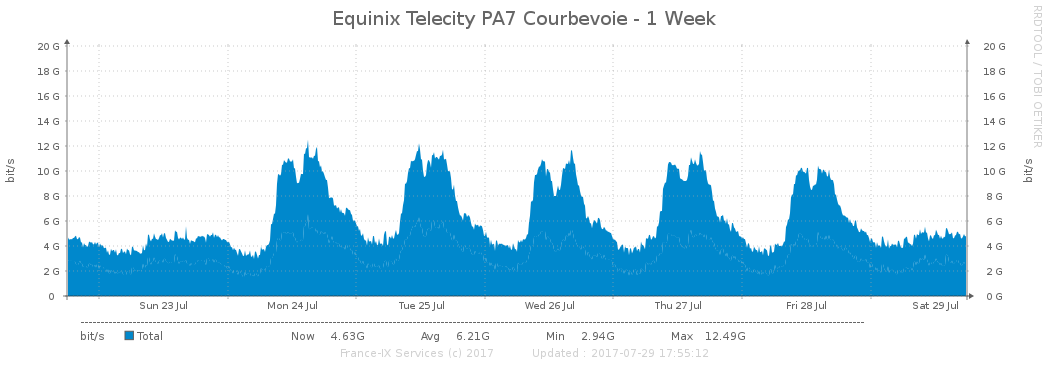 Equinix Telecity PA7 Courbevoie - 1 Week
RRDTOOL / TOBI OETIKER
bit/s
20 G
18 G
16 G
14 G
12 G
10 G
8 G
6 G
4 G
2 G
0
20 G
18 G
16 G
14 G
12 G
10 G
8 G
6 G
4 G
2 G
0 G
bit/s
Sun 23 Jul Mon 24 Jul Tue 25 Jul Wed 26 Jul Thu 27 Jul Fri 28 Jul Sat 29 Jul
bit/s Total Now 4.63G Avg 6.21G Min 2.94G Max 12.49G
France-IX Services (c) 2017 Updated : 2017-07-29 17:55:12